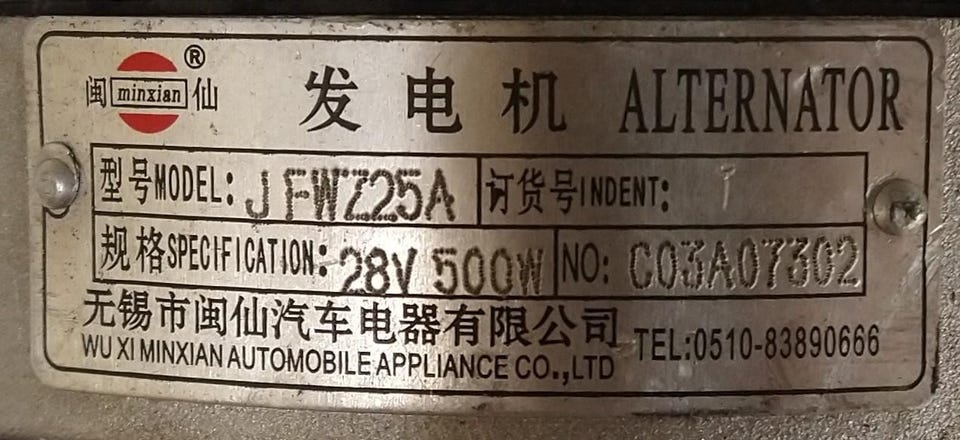 闽 minxian 仙 ®
发电机 ALTERNATOR
型号MODEL: JFWZ25A 订货号INDENT:
规格SPECIFICATION: 28V 500W NO: C03A07302
无锡市闽仙汽车电器有限公司
WU XI MINXIAN AUTOMOBILE APPLIANCE CO.,LTD TEL:0510-83890666